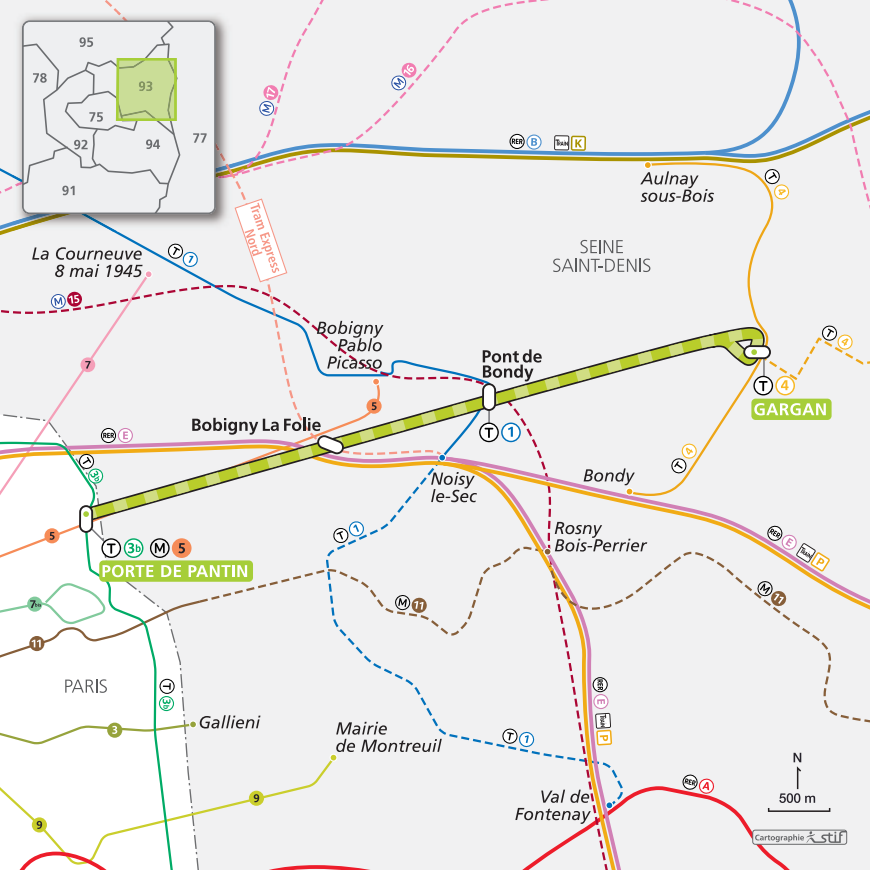 95
78
93
75
92
94
77
91
M 17
M 16
RER B TRAIN K
Aulnay
sous-Bois
T 4
SEINE
SAINT-DENIS
Tram Express
Nord
La Courneuve
8 mai 1945
T 1
M 15
Bobigny
Pablo
Picasso
Pont de
Bondy
T 4
7
5
T 4
GARGAN
Bobigny La Folie
T 1
RER E
T 3b
T 4
Noisy
le-Sec
Bondy
5
T 3b M 5
PORTE DE PANTIN
T 1
Rosny
Bois-Perrier
RER E TRAIN P
7bis
M 11
M 11
11
PARIS
T 3b
RER E TRAIN P
3
Gallieni
Mairie
de Montreuil
T 1
N
500 m
RER A
9
9
Val de
Fontenay
Cartographie stif